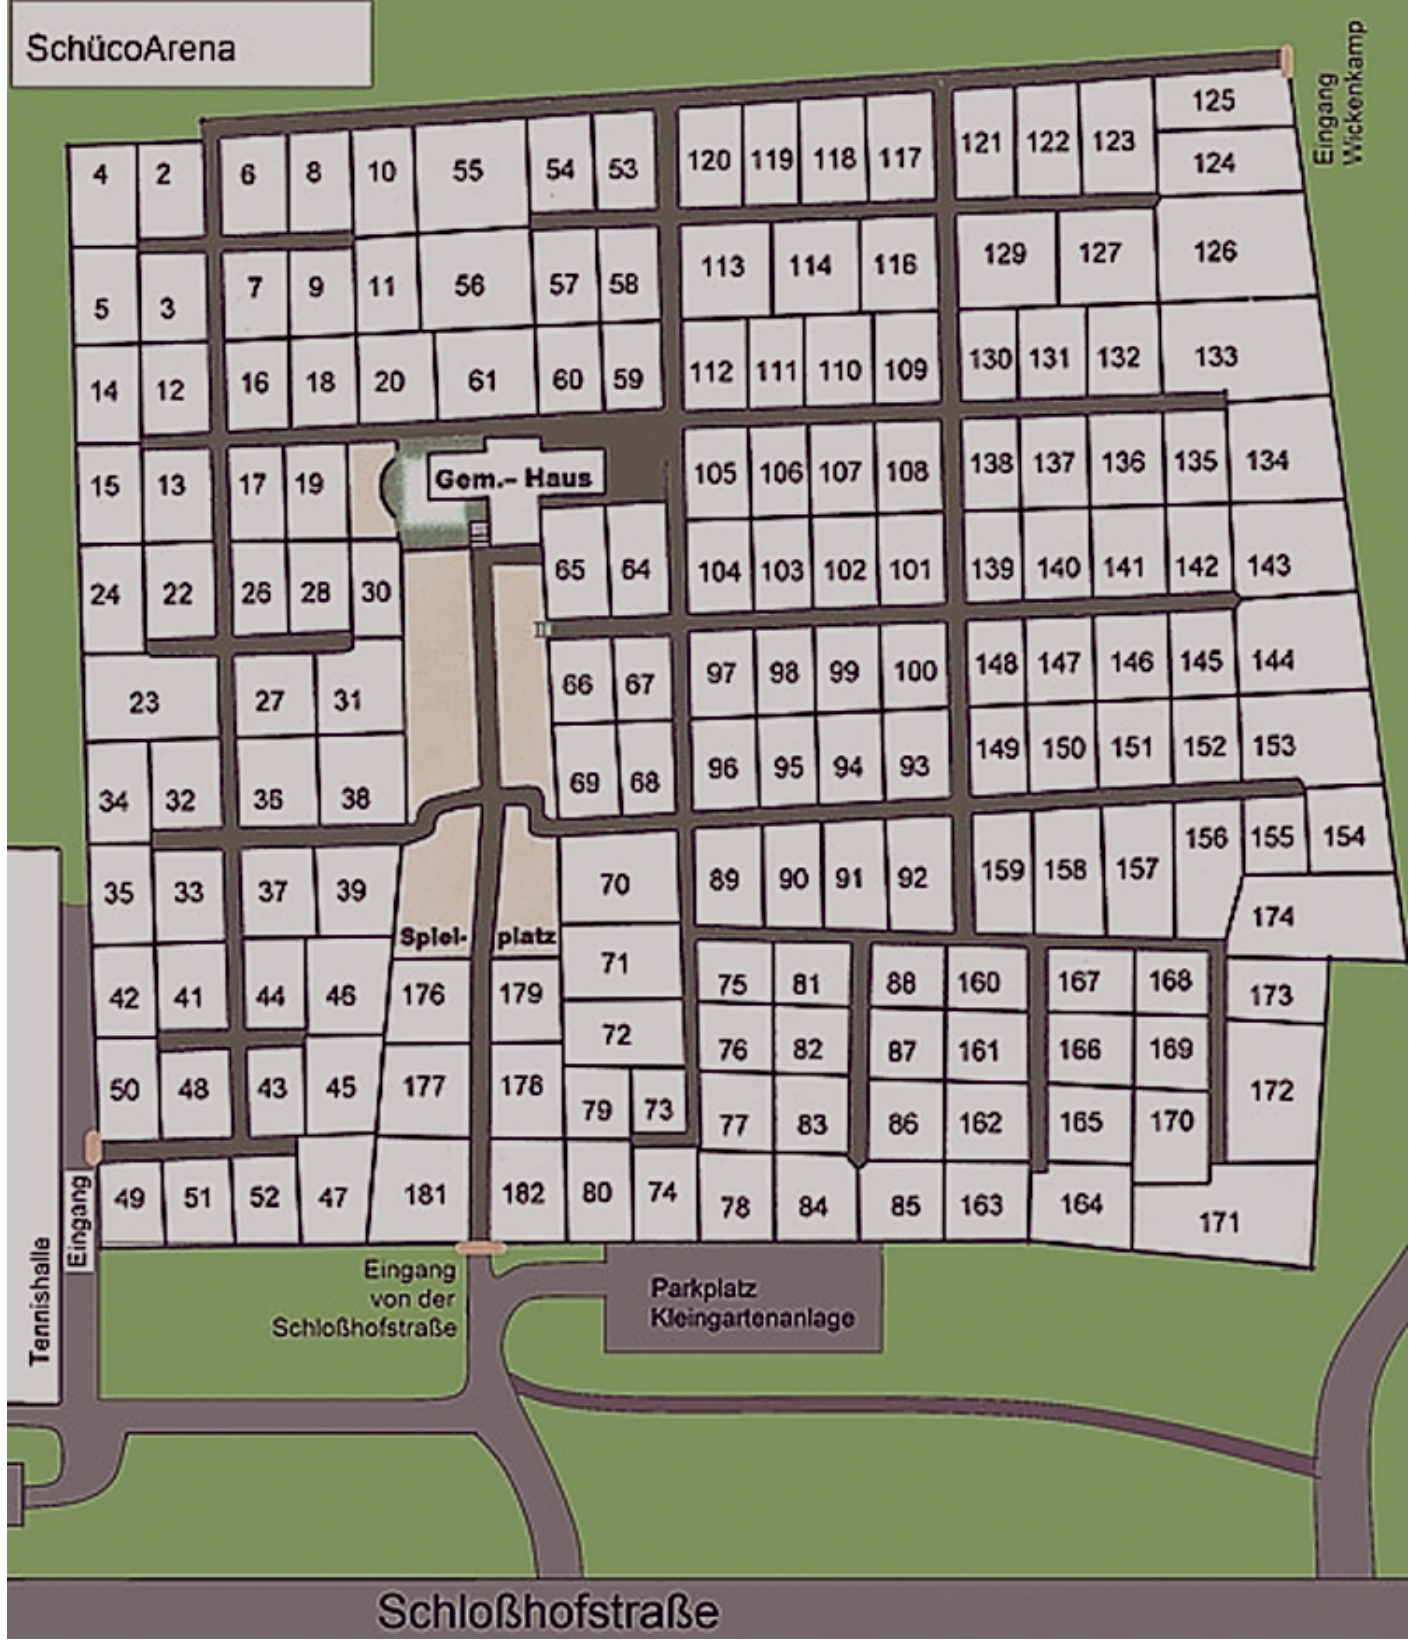 SchücoArena
Eingang
Wickenkamp
125
4 2 6 8 10 55 54 53 120 119 118 117 121 122 123
124
5 3 7 9 11 56 57 58 113 114 116 129 127 126
14 12 16 18 20 61 60 59 112 111 110 109 130 131 132 133
15 13 17 19 Gem.- Haus 105 106 107 108 138 137 136 135 134
24 22 26 28 30 65 64 104 103 102 101 139 140 141 142 143
23 27 31 66 67 97 98 99 100 148 147 146 145 144
34 32 36 38 69 68 96 95 94 93 149 150 151 152 153
35 33 37 39 70 89 90 91 92 159 158 157 156 155 154
174
Spiel- platz
71
42 41 44 46 176 179 75 81 88 160 167 168 173
72 76 82 87 161 166 169
50 48 43 45 177 178 79 73 77 83 86 162 165 170 172
49 51 52 47 181 182 80 74 78 84 85 163 164 171
Eingang
Tennishalle
Eingang
von der
Schloßhofstraße
Parkplatz
Kleingartenanlage
Schloßhofstraße